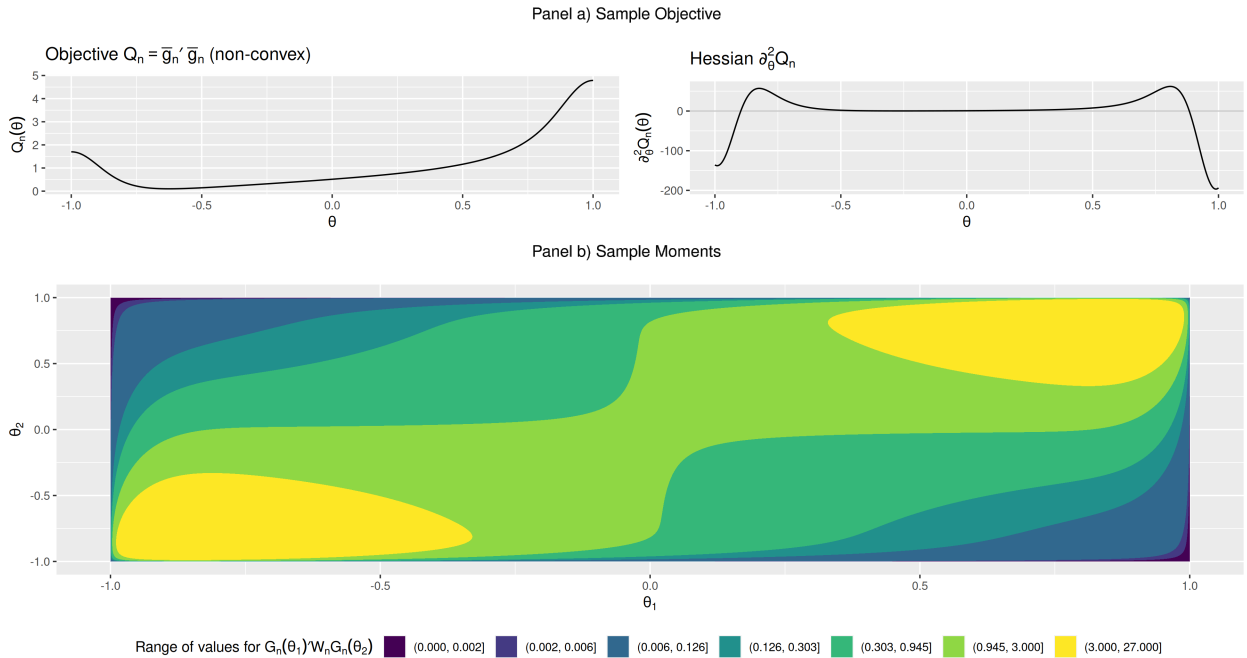 Panel a) Sample Objective
Objective Qₙ = g̅ₙ′ g̅ₙ (non-convex)
Hessian ∂²_θQₙ
5
4
3
2
1
0
Qₙ(θ)
-1.0 -0.5 0.0 0.5 1.0
θ
0
-100
-200
∂²_θQₙ(θ)
-1.0 -0.5 0.0 0.5 1.0
θ
Panel b) Sample Moments
1.0
0.5
0.0
-0.5
-1.0
θ₂
-1.0 -0.5 0.0 0.5 1.0
θ₁
Range of values for Gₙ(θ₁)′WₙGₙ(θ₂) (0.000, 0.002] (0.002, 0.006] (0.006, 0.126] (0.126, 0.303] (0.303, 0.945] (0.945, 3.000] (3.000, 27.000]